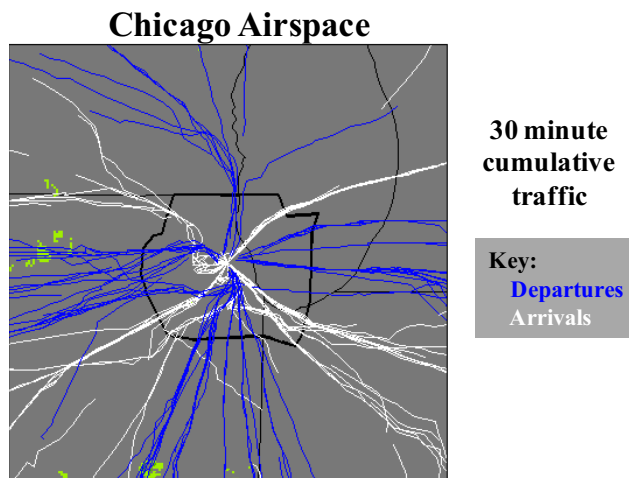 Chicago Airspace
30 minute
cumulative
traffic
Key:
Departures
Arrivals